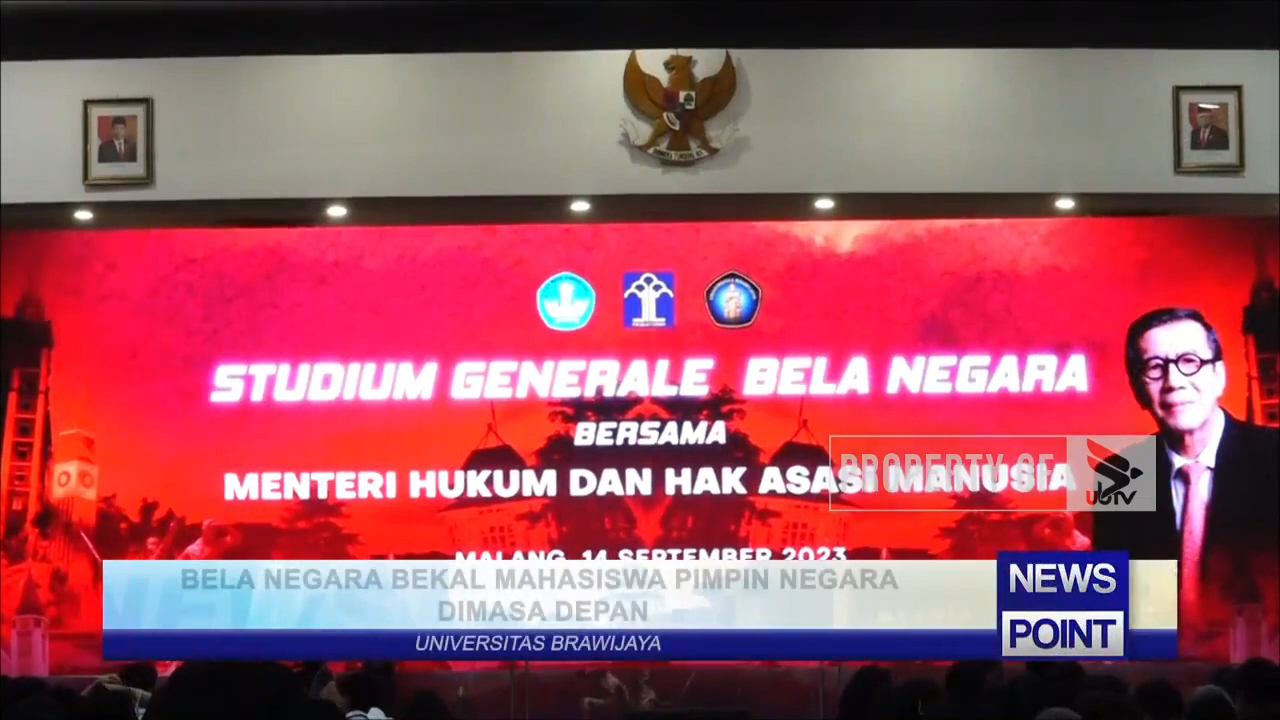 STUDIUM GENERALE BELA NEGARA
BERSAMA
MENTERI HUKUM DAN HAK ASASI MANUSIA
PROPERTY OF
UBTV
MALANG, 14 SEPTEMBER 2023
BELA NEGARA BEKAL MAHASISWA PIMPIN NEGARA
DIMASA DEPAN
UNIVERSITAS BRAWIJAYA
NEWS
POINT